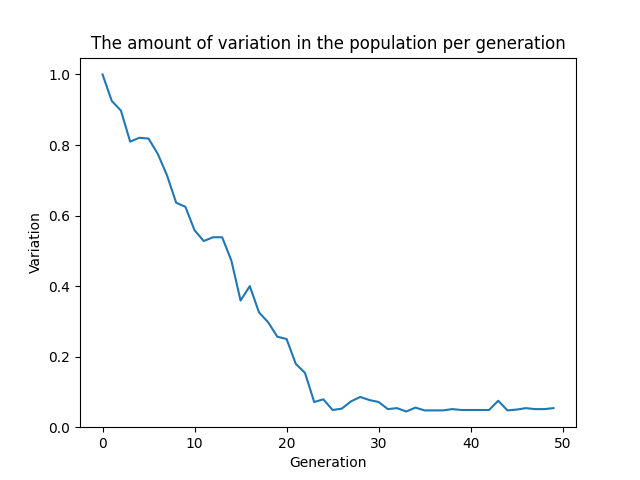 The amount of variation in the population per generation
1.0
0.8
0.6
0.4
0.2
0.0
Variation
0 10 20 30 40 50
Generation